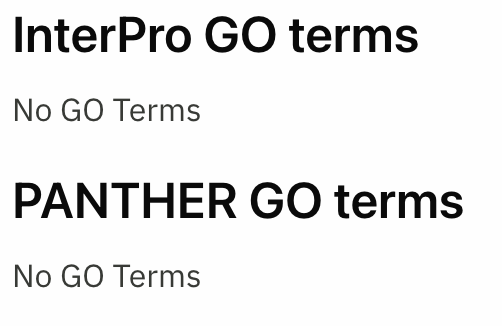 InterPro GO terms
No GO Terms
PANTHER GO terms
No GO Terms